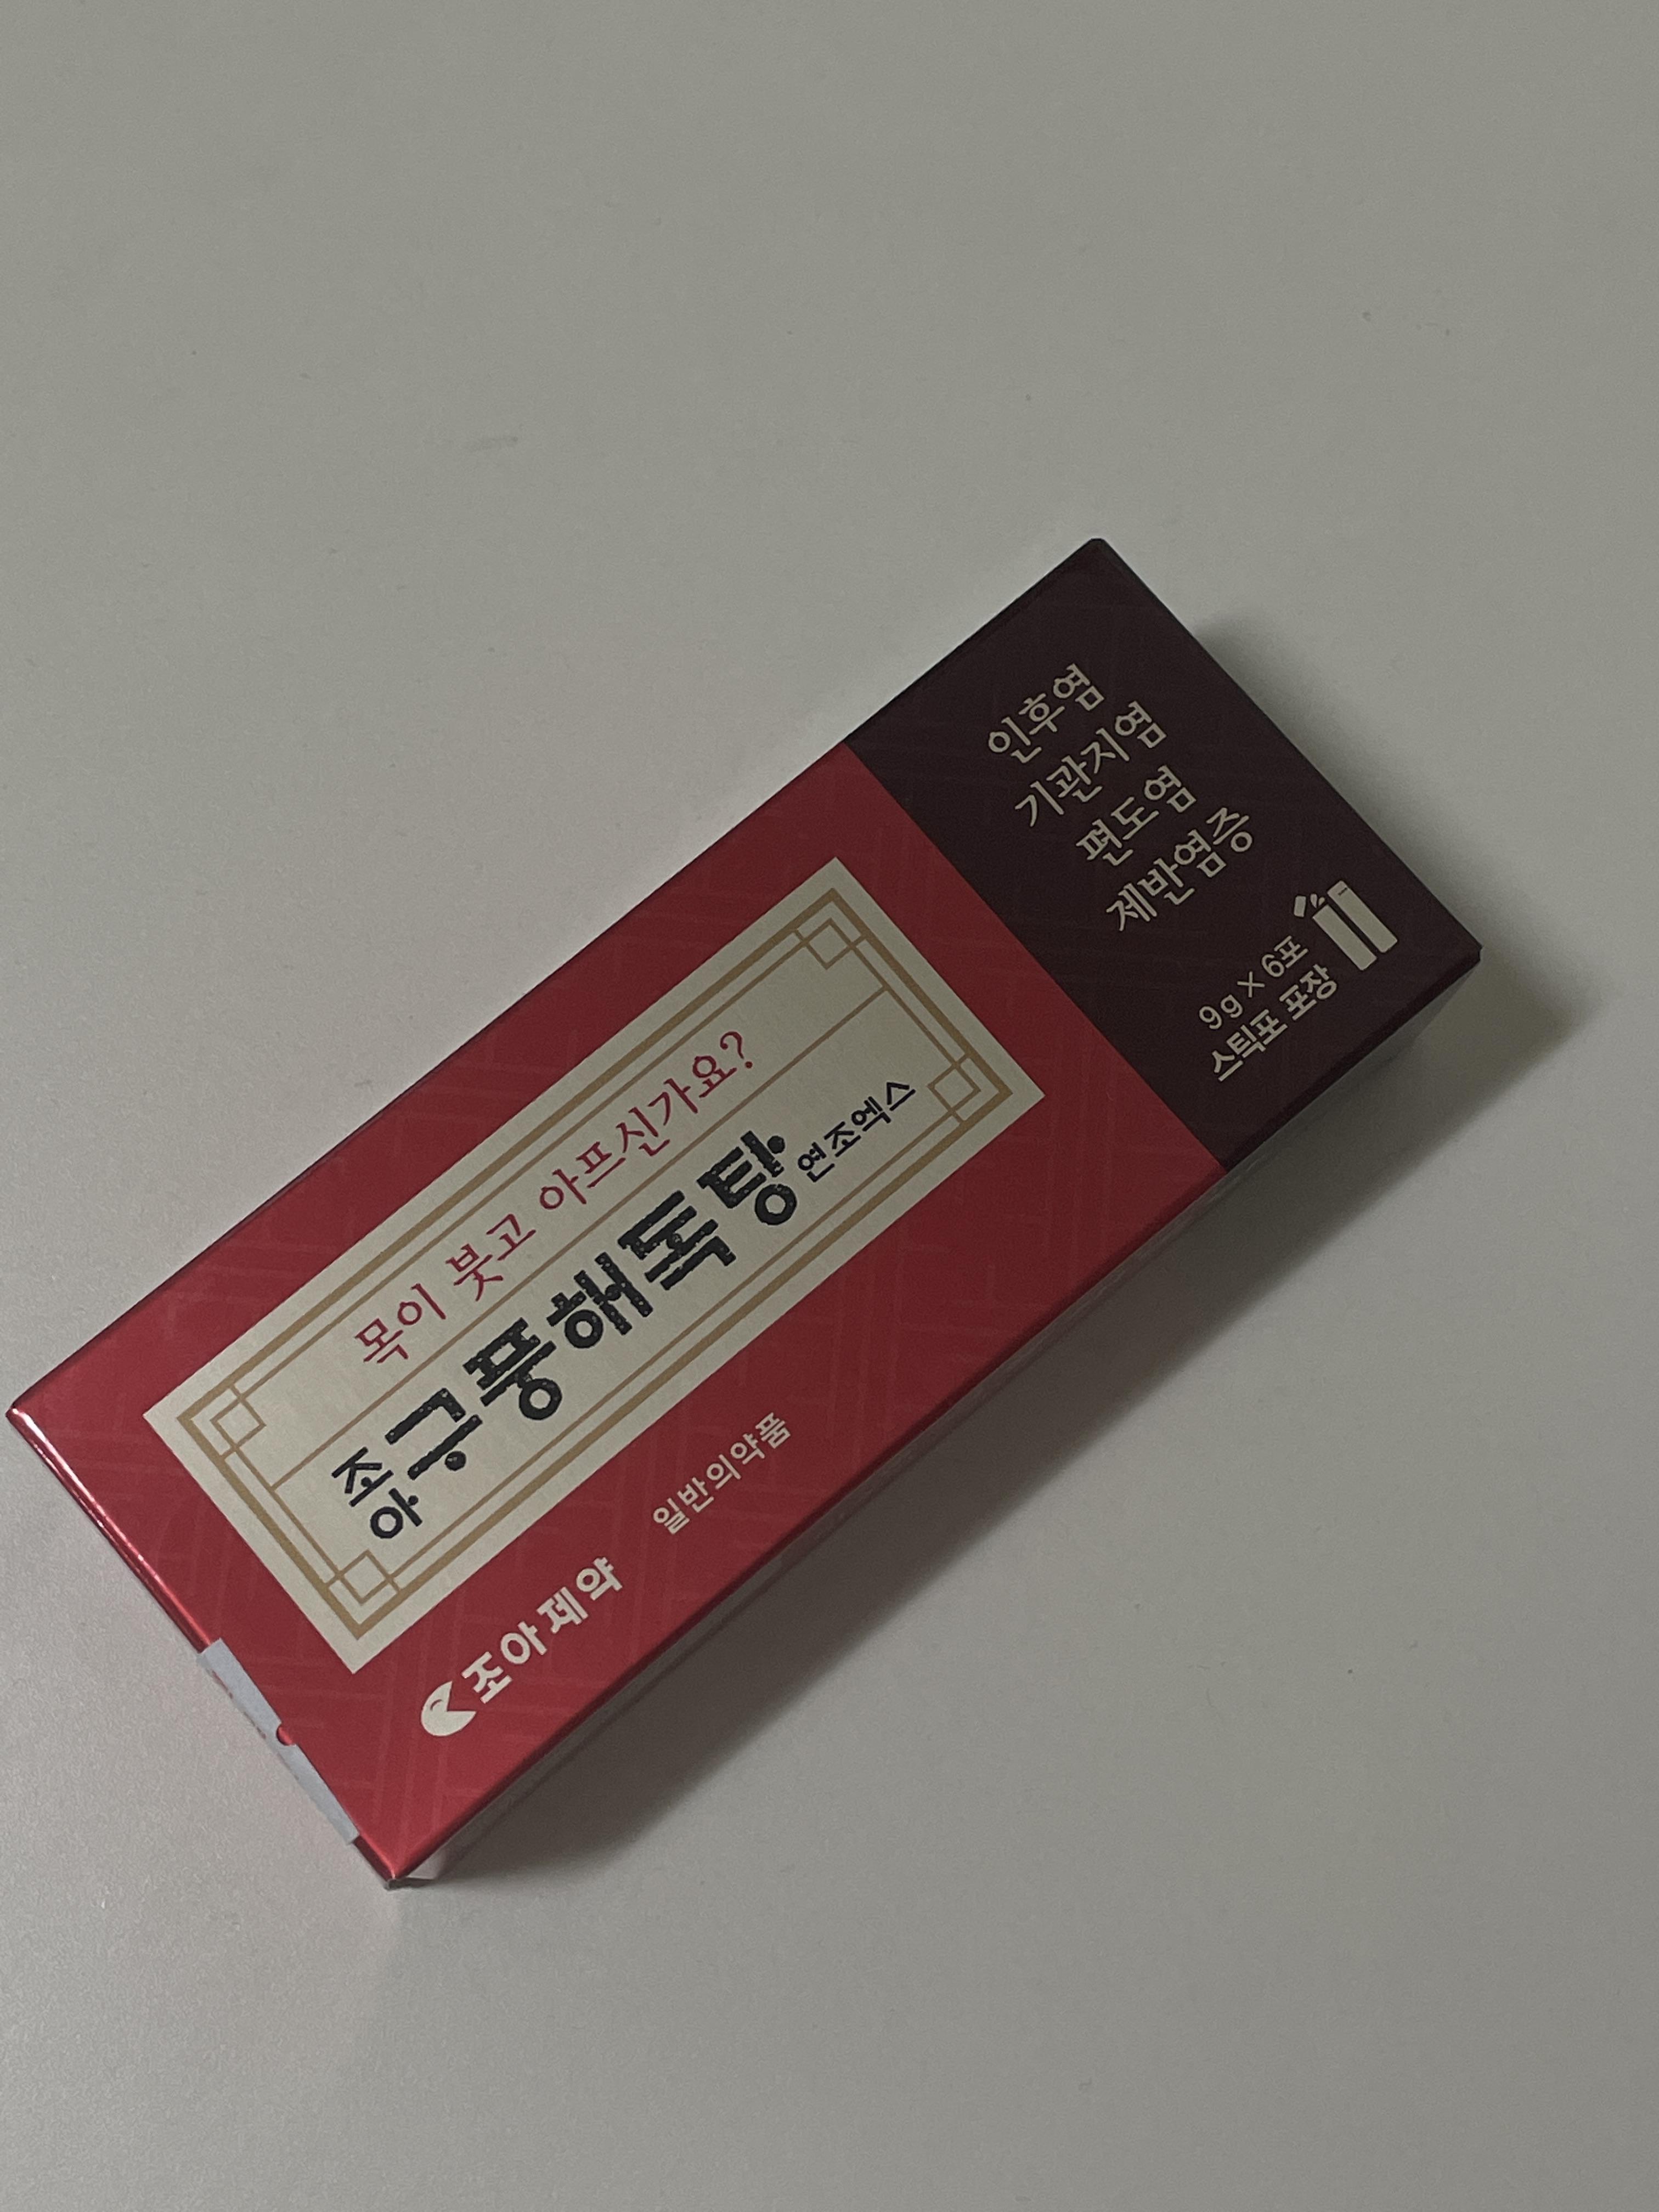 목이 붓고 아프신가요?
조아 구풍해독탕 연조엑스
조아제약
일반의약품
인후염
기관지염
편도염
제반염증
9g × 6포
스틱포 포장